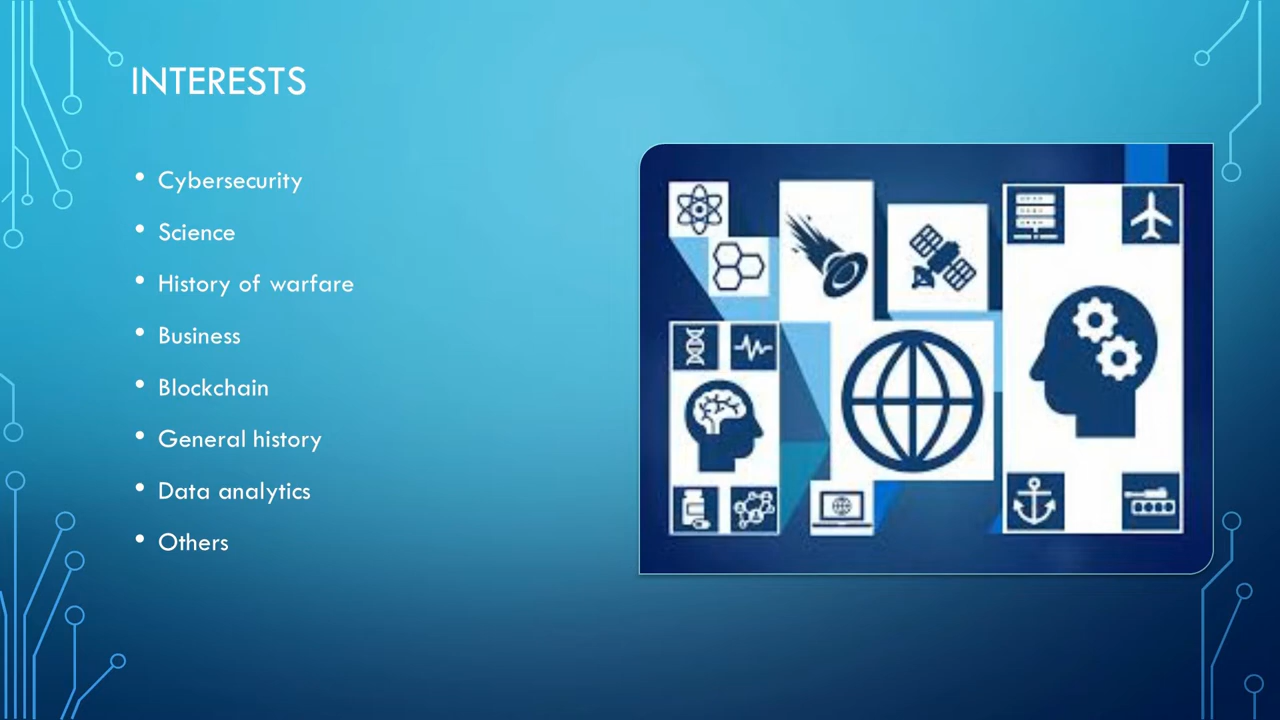 INTERESTS
• Cybersecurity
• Science
• History of warfare
• Business
• Blockchain
• General history
• Data analytics
• Others